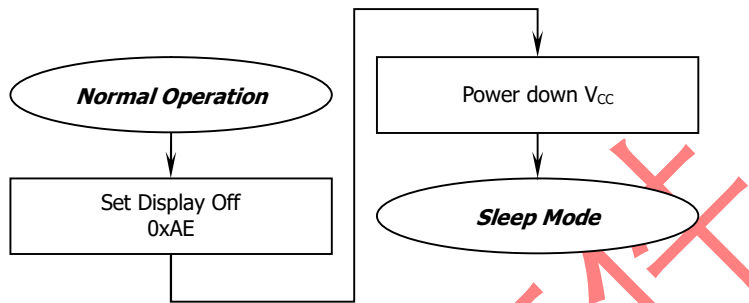 Normal Operation
Set Display Off
0xAE
Power down VCC
Sleep Mode